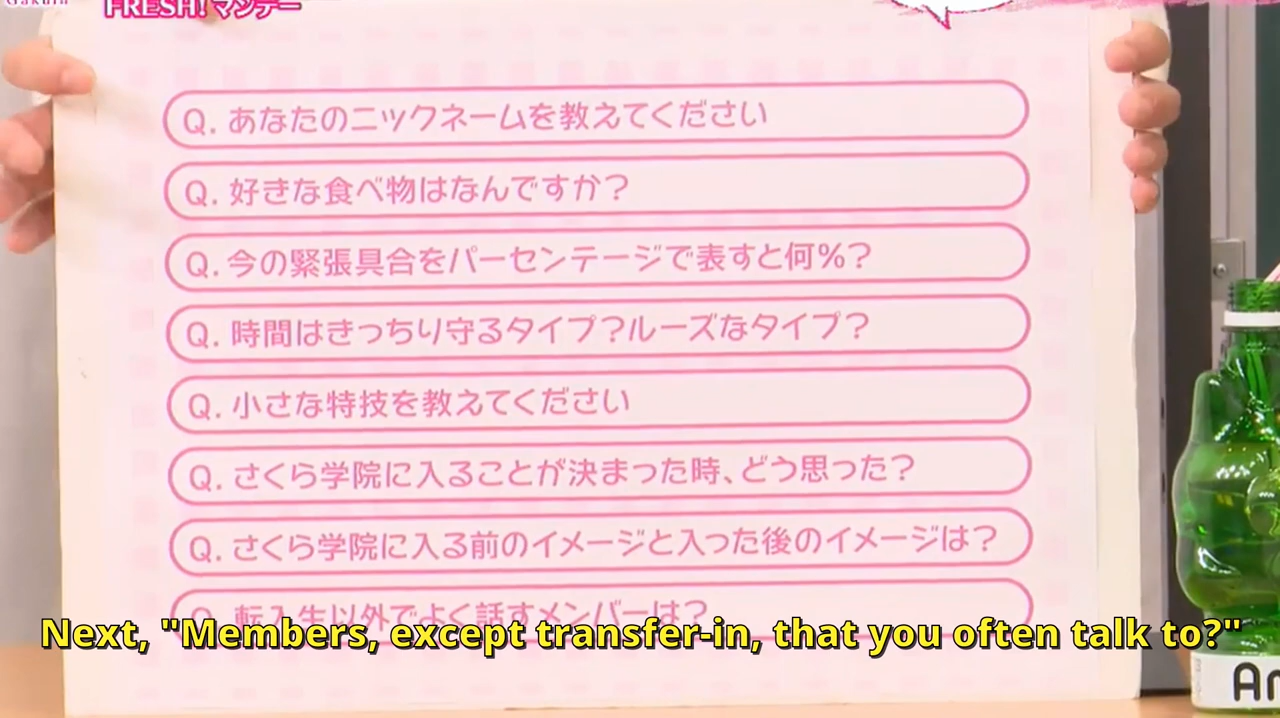 Gakuin
FRESH! マンデー
Q. あなたのニックネームを教えてください
Q. 好きな食べ物はなんですか？
Q. 今の緊張具合をパーセンテージで表すと何%？
Q. 時間はきっちり守るタイプ？ルーズなタイプ？
Q. 小さな特技を教えてください
Q. さくら学院に入ることが決まった時、どう思った？
Q. さくら学院に入る前のイメージと入った後のイメージは？
Q. 転入生以外でよく話すメンバーは？
Next, "Members, except transfer-in, that you often talk to?"